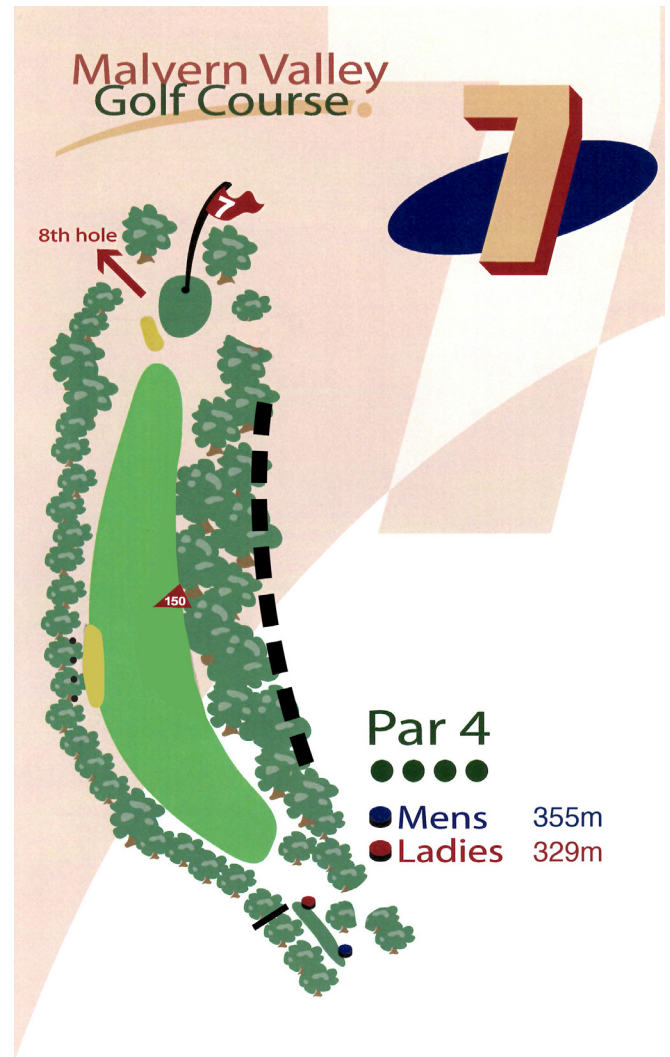 Malvern Valley
Golf Course
7
7
8th hole
150
Par 4
Mens 355m
Ladies 329m